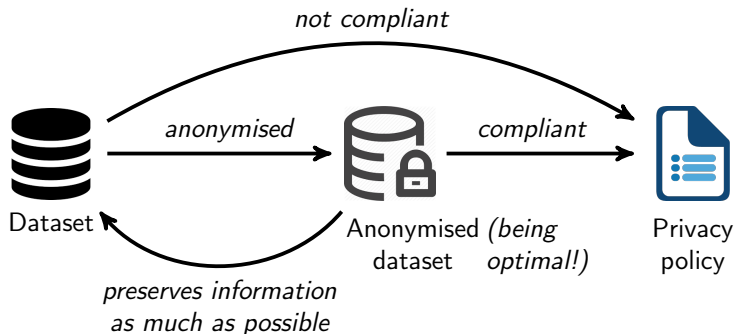 not compliant
anonymised
compliant
Dataset
Anonymised (being
dataset optimal!)
Privacy
policy
preserves information
as much as possible